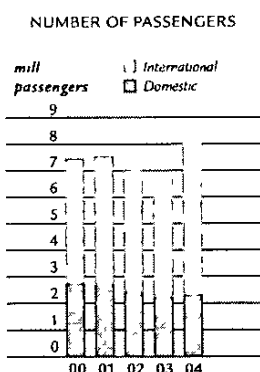 NUMBER OF PASSENGERS
mill passengers
International
Domestic
9
8
7
6
5
4
3
2
1
0
00 01 02 03 04